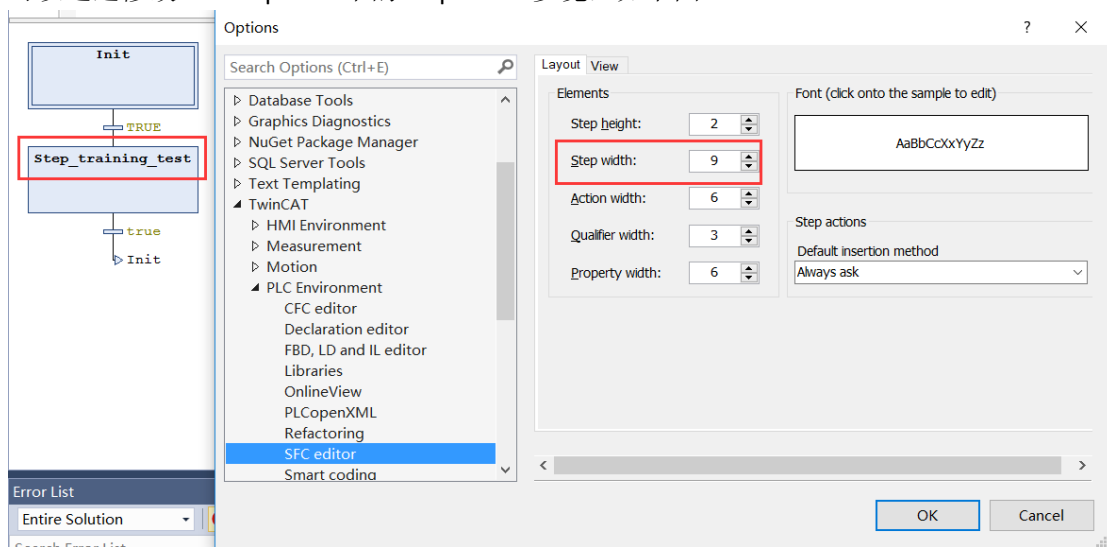 Init
TRUE
Step_training_test
true
Init
Error List
Entire Solution
Options
? ×
Search Options (Ctrl+E)
Database Tools
Graphics Diagnostics
NuGet Package Manager
SQL Server Tools
Text Templating
TwinCAT
HMI Environment
Measurement
Motion
PLC Environment
CFC editor
Declaration editor
FBD, LD and IL editor
Libraries
OnlineView
PLCopenXML
Refactoring
SFC editor
Smart coding
Layout View
Elements
Step height: 2
Step width: 9
Action width: 6
Qualifier width: 3
Property width: 6
Font (click onto the sample to edit)
AaBbCcXxYyZz
Step actions
Default insertion method
Always ask
OK Cancel